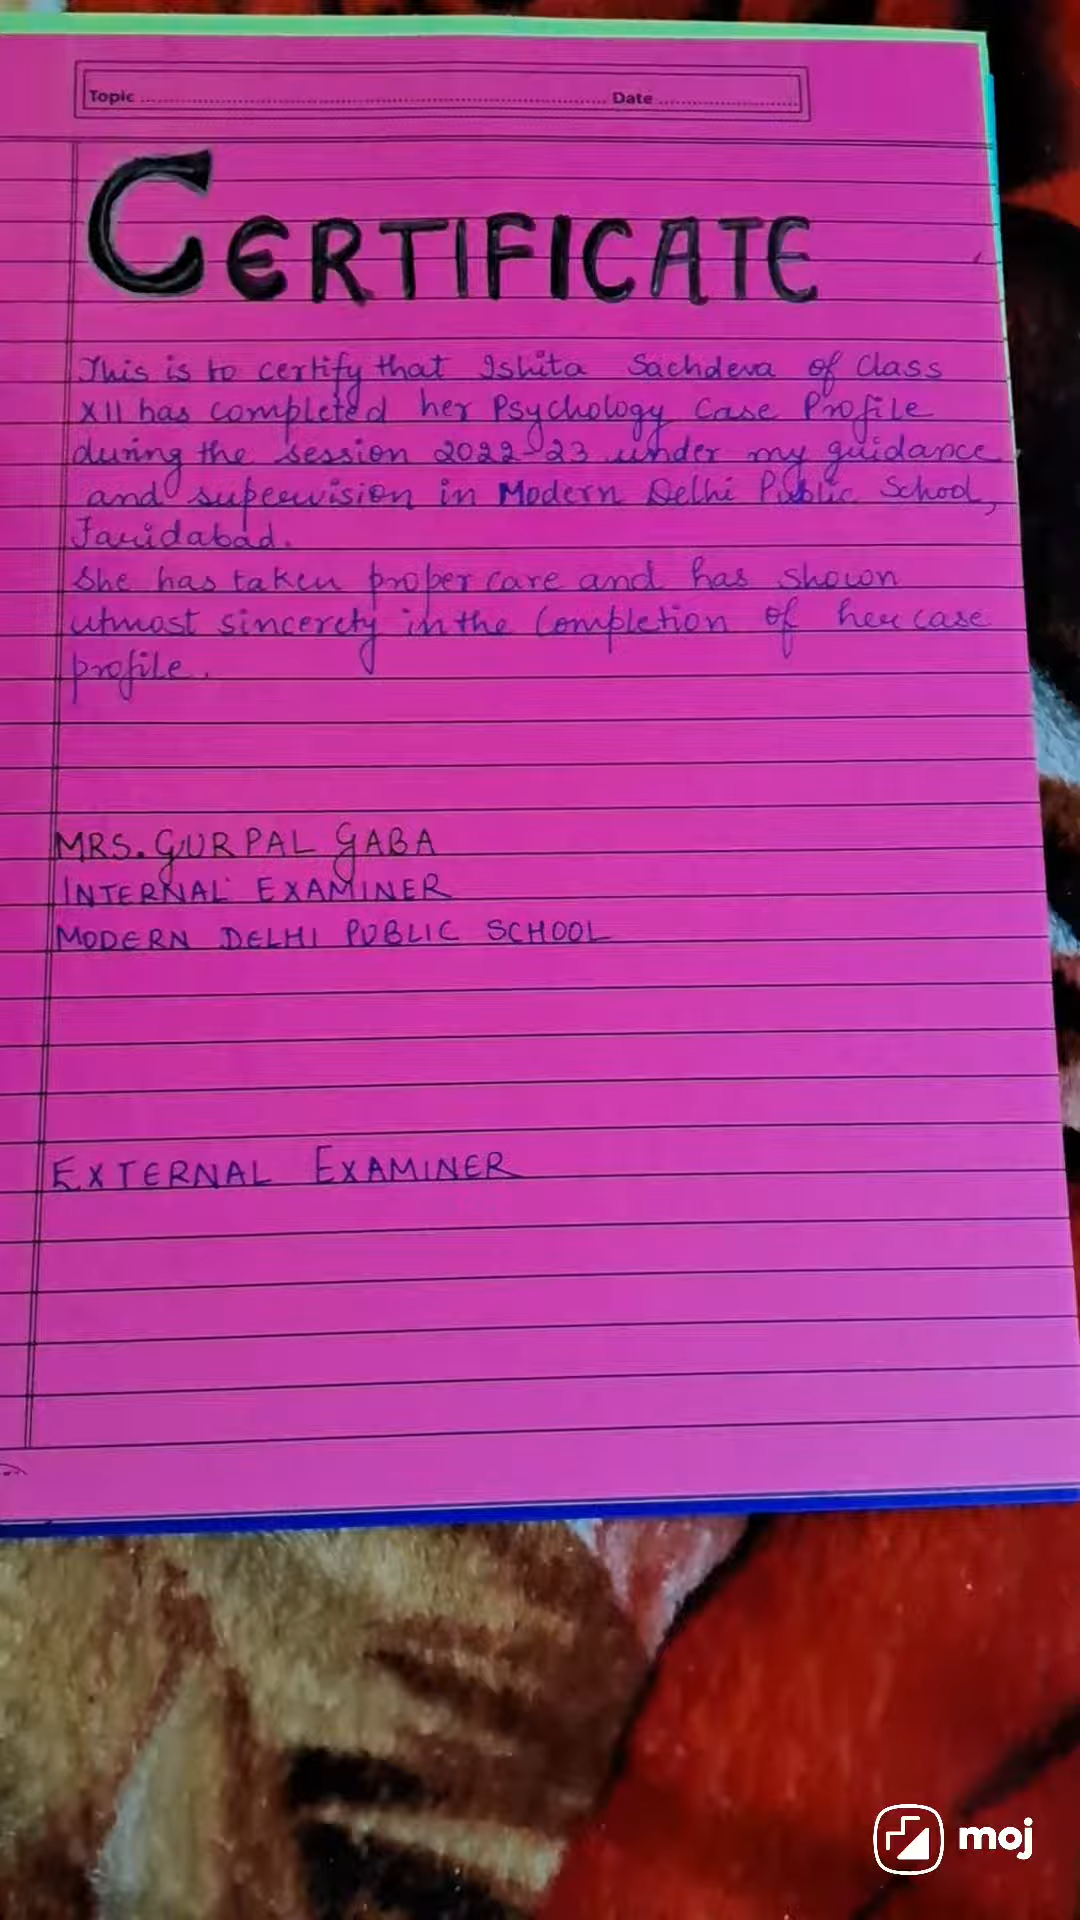 Topic ........ Date ........
CERTIFICATE
This is to certify that Ishita Sachdeva of Class
XII has completed her Psychology Case Profile
during the session 2022-23 under my guidance
and supervision in Modern Delhi Public School,
Faridabad.
She has taken proper care and has shown
utmost sincerety in the completion of her case
profile.
MRS. GURPAL GABA
INTERNAL EXAMINER
MODERN DELHI PUBLIC SCHOOL
EXTERNAL EXAMINER
moj